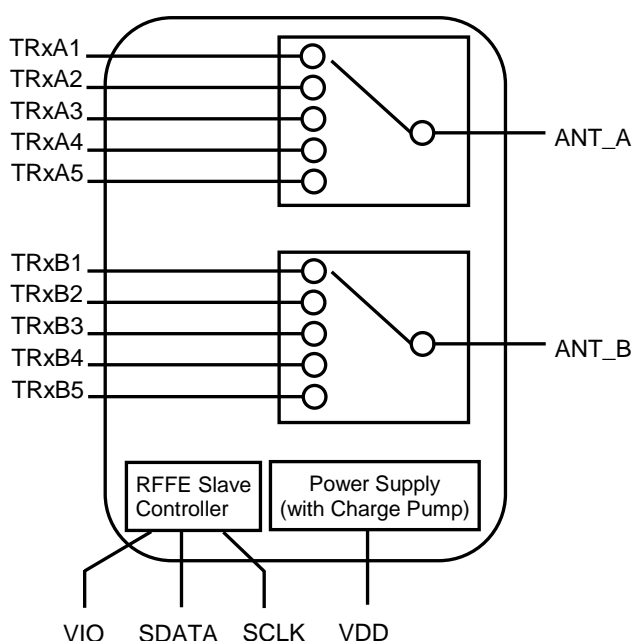 TRxA1
TRxA2
TRxA3
TRxA4
TRxA5
ANT_A
TRxB1
TRxB2
TRxB3
TRxB4
TRxB5
ANT_B
RFFE Slave
Controller
Power Supply
(with Charge Pump)
VIO SDATA SCLK VDD